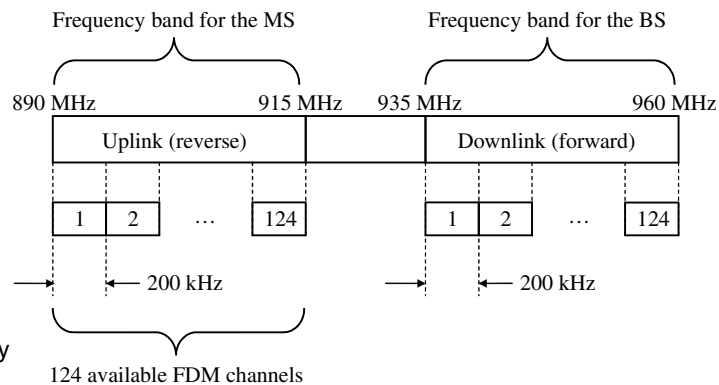 Frequency band for the MS Frequency band for the BS
890 MHz 915 MHz 935 MHz 960 MHz
Uplink (reverse) Downlink (forward)
1 2 … 124 1 2 … 124
200 kHz 200 kHz
y
124 available FDM channels